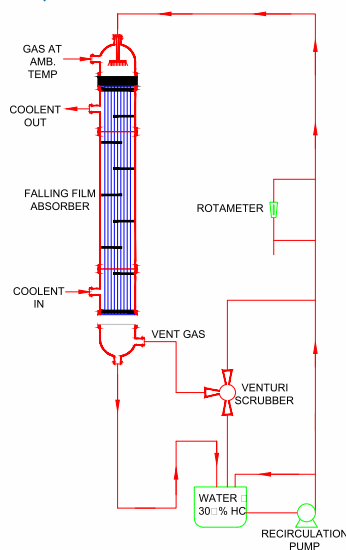 GAS AT
AMB.
TEMP
COOLENT
OUT
FALLING FILM
ABSORBER
ROTAMETER
COOLENT
IN
VENT GAS
VENTURI
SCRUBBER
WATER □
30□% HC
RECIRCULATION
PUMP